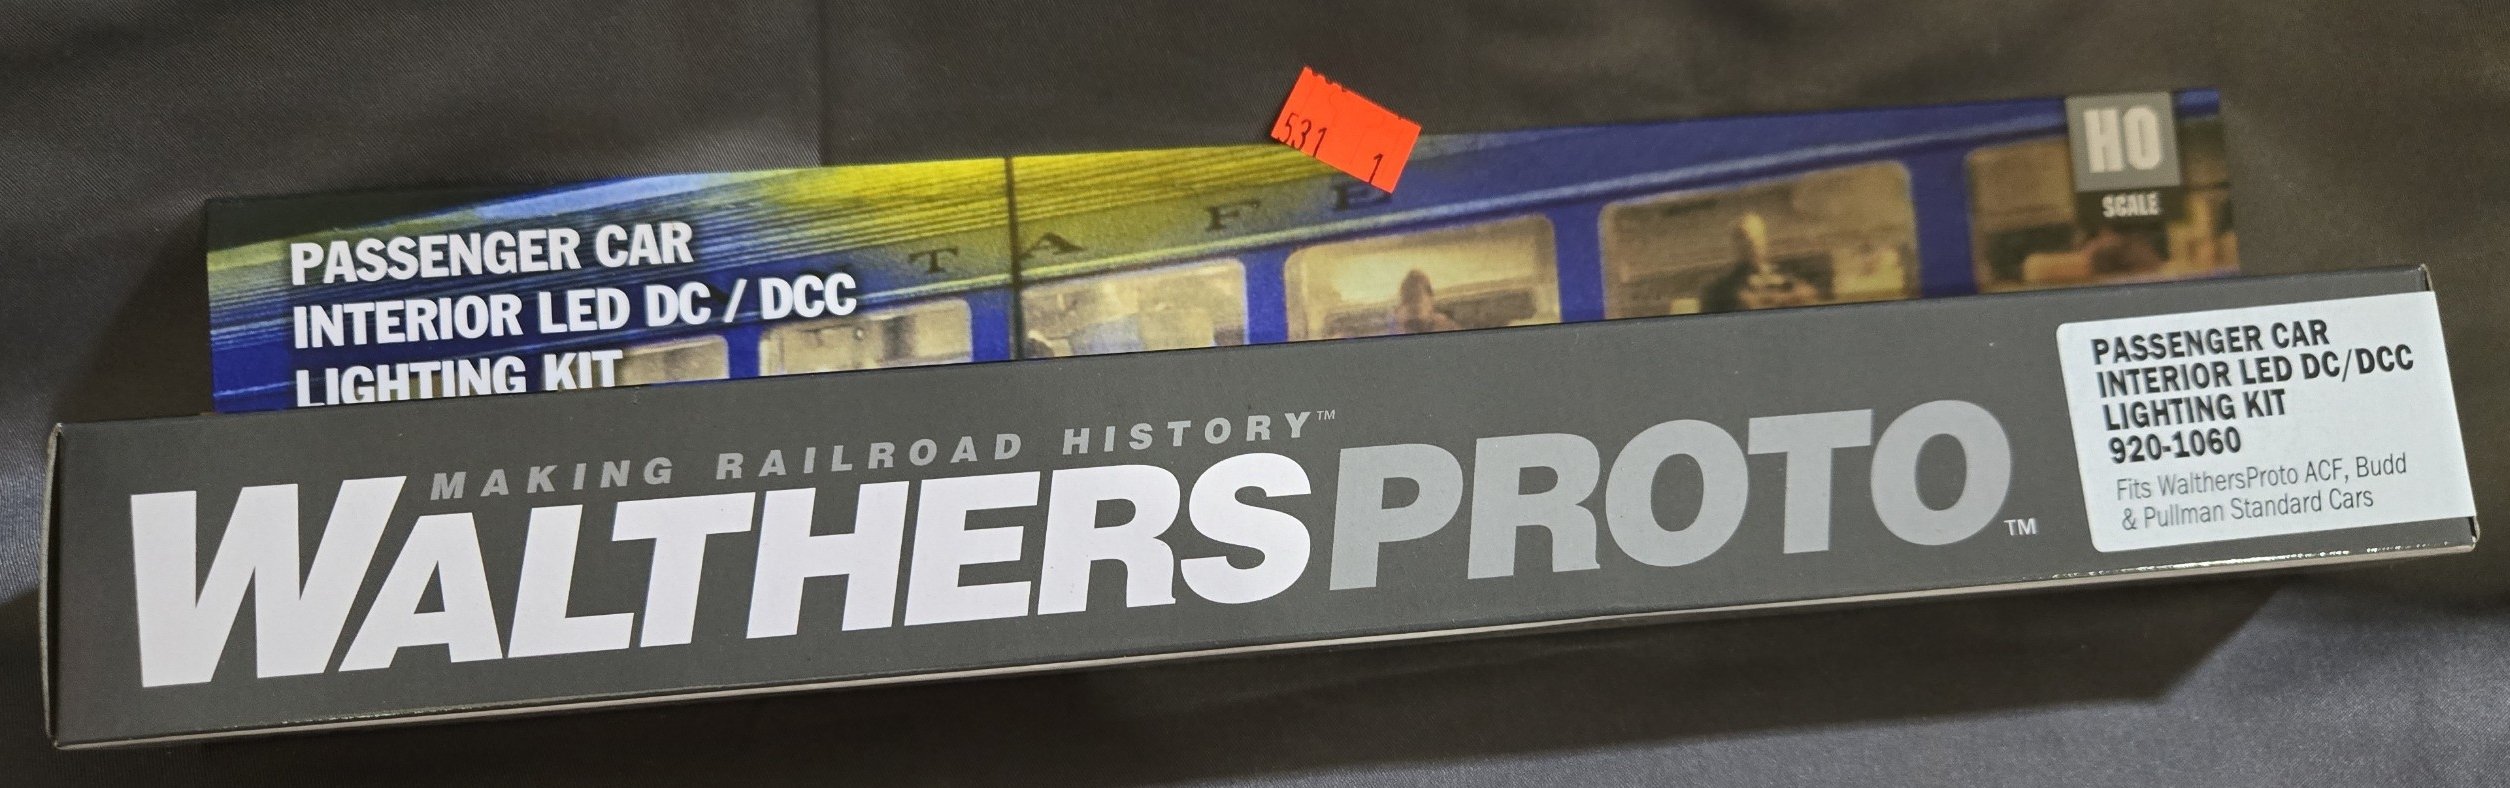 531 1
HO
SCALE
T A F E
PASSENGER CAR
INTERIOR LED DC / DCC
LIGHTING KIT
MAKING RAILROAD HISTORY™
WALTHERSPROTO™
PASSENGER CAR
INTERIOR LED DC/DCC
LIGHTING KIT
920-1060
Fits WalthersProto ACF, Budd
& Pullman Standard Cars